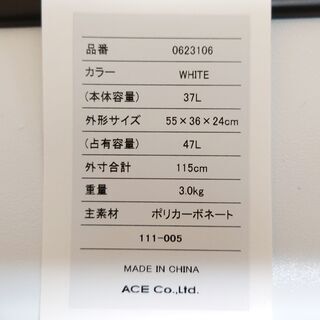 品番 0623106
カラー WHITE
(本体容量) 37L
外形サイズ 55×36×24cm
(占有容量) 47L
外寸合計 115cm
重量 3.0kg
主素材 ポリカーボネート
111-005
MADE IN CHINA
ACE Co.,Ltd.